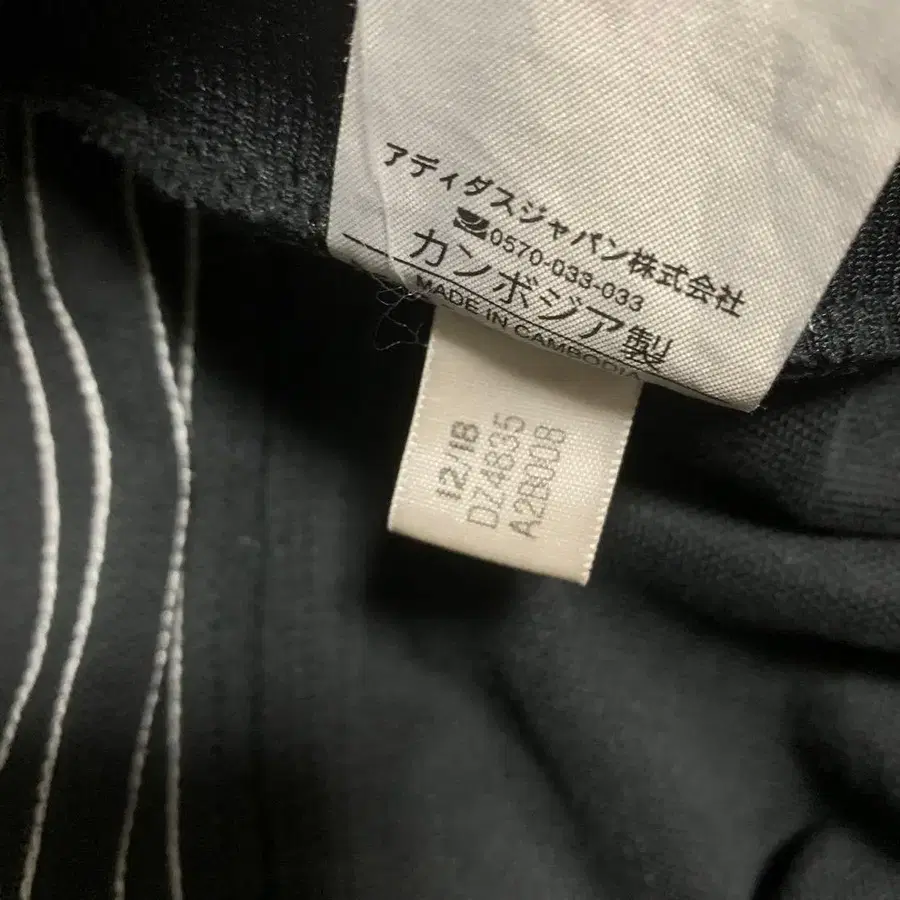 アディダスジャパン株式会社
☎0570-033-033
カンボジア製
MADE IN CAMBODIA
12/18
DZ4835
A2B008